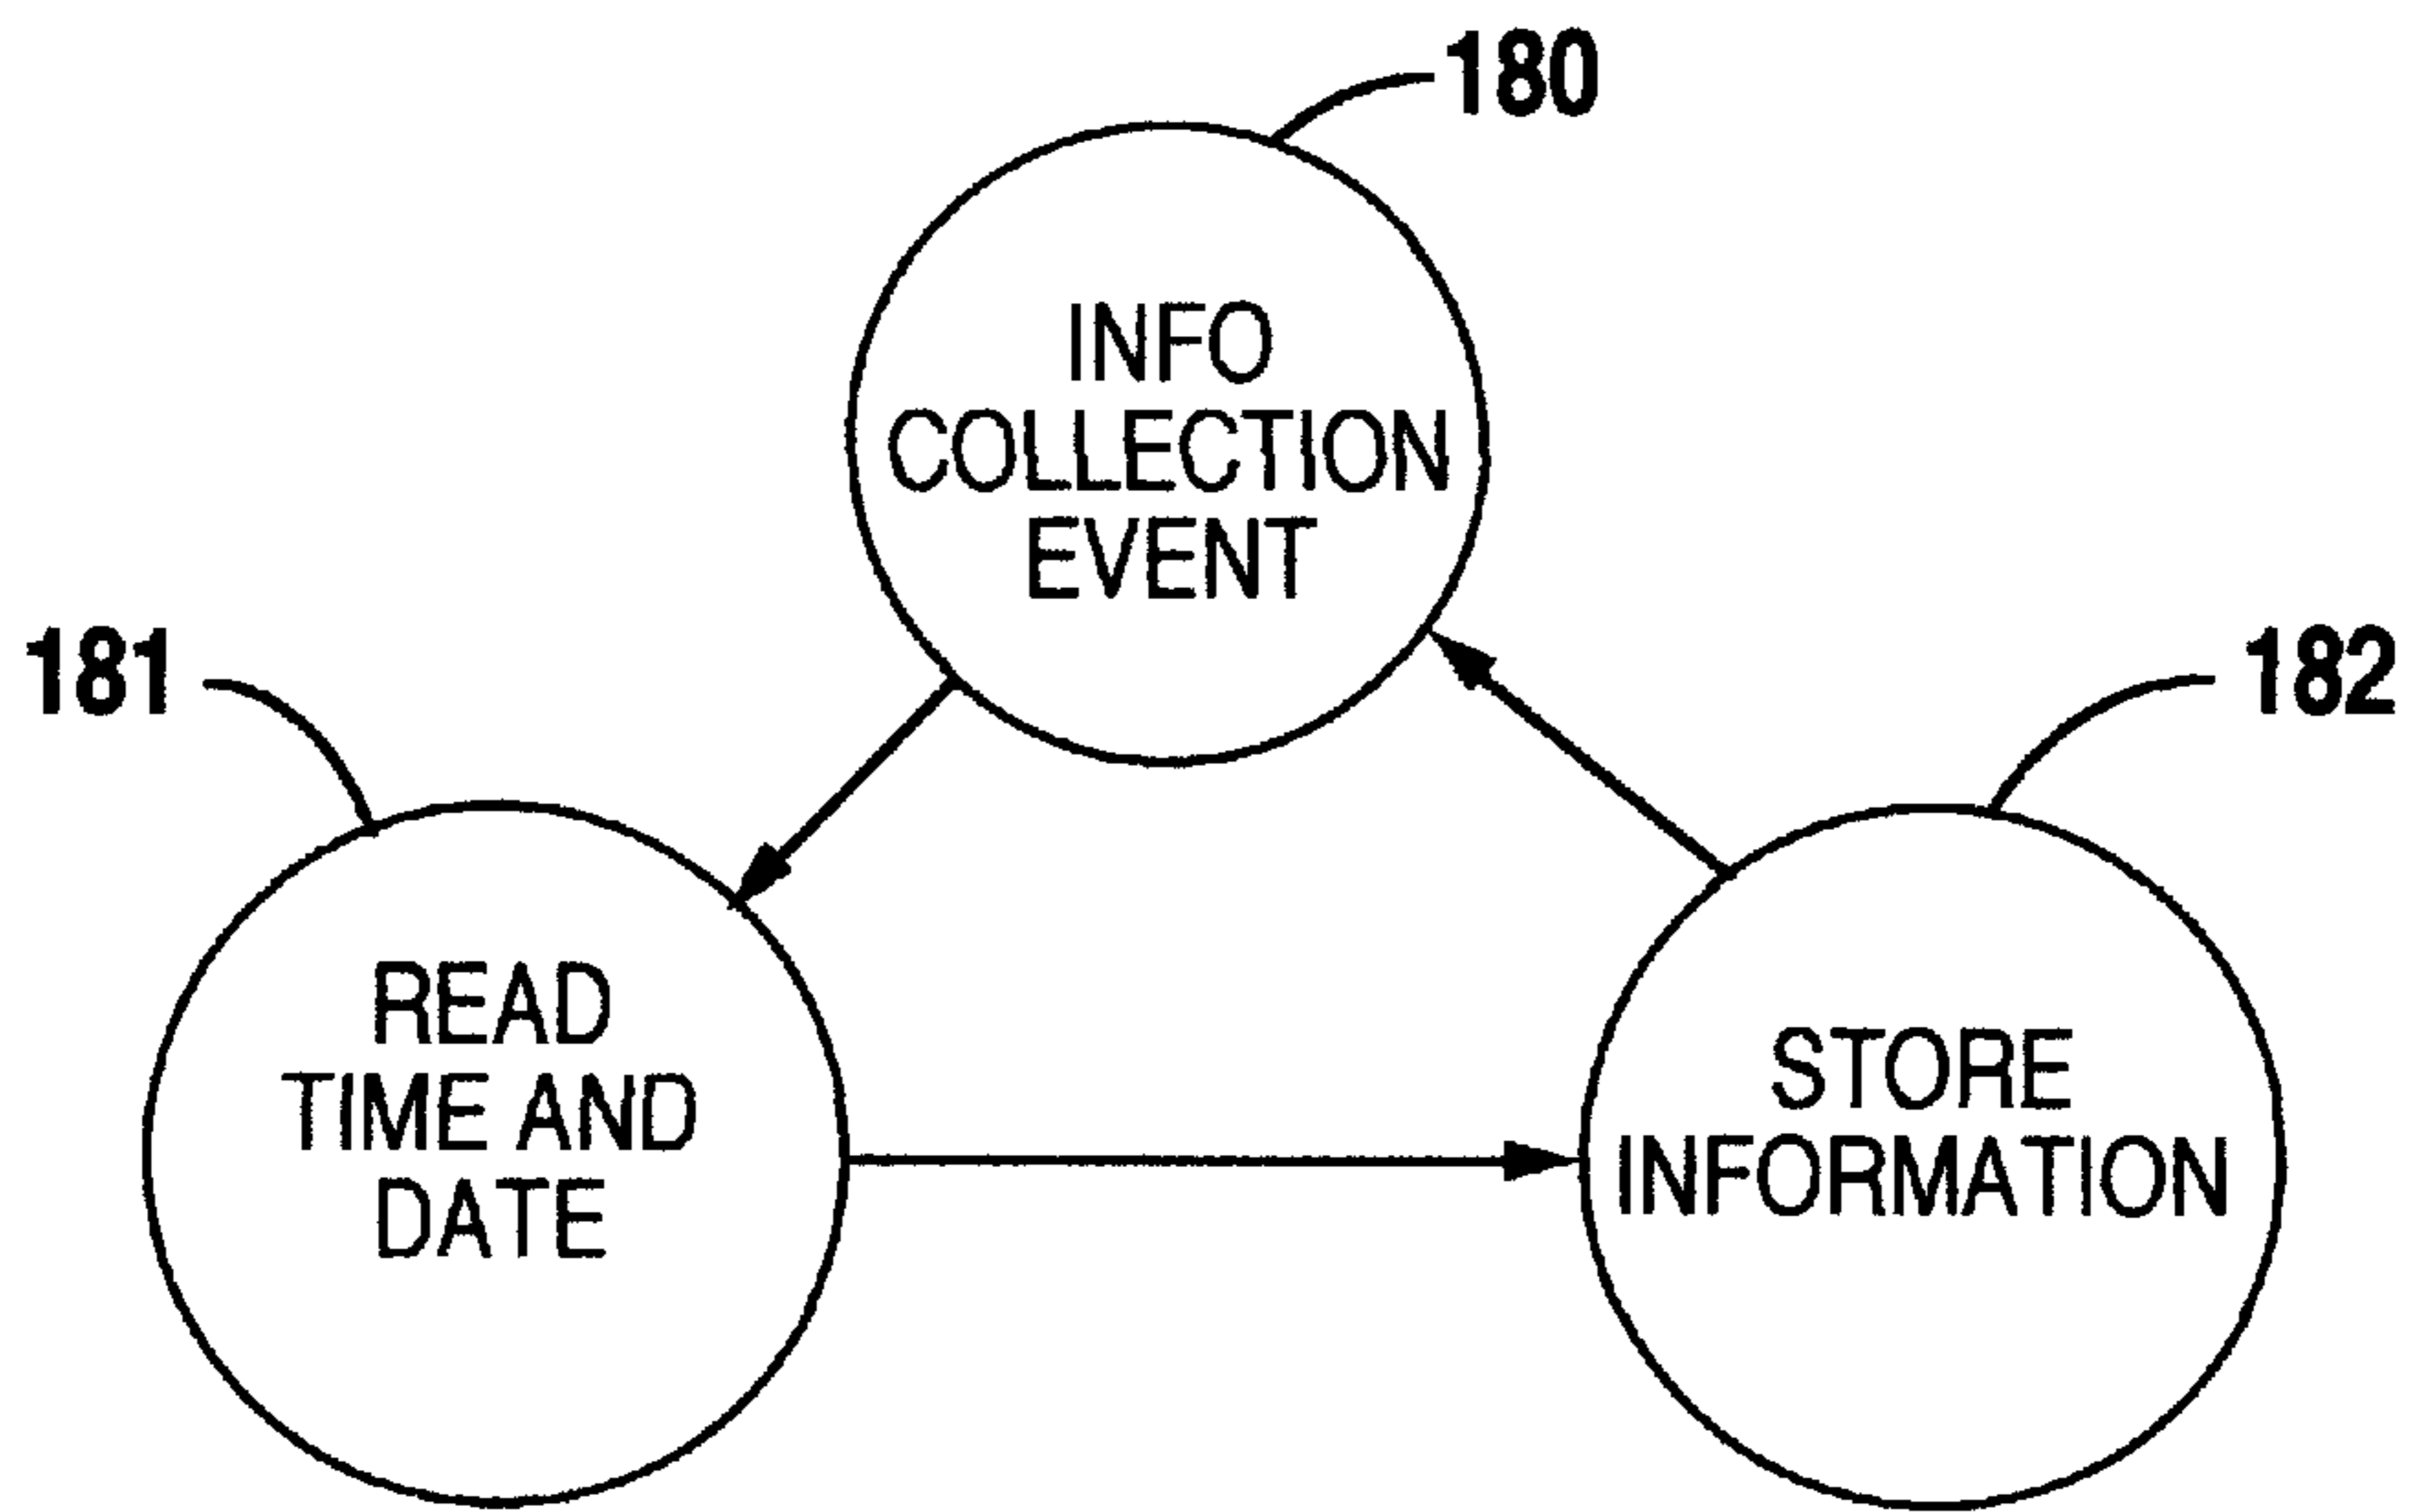 180
INFO
COLLECTION
EVENT
181
182
READ
TIME AND
DATE
STORE
INFORMATION